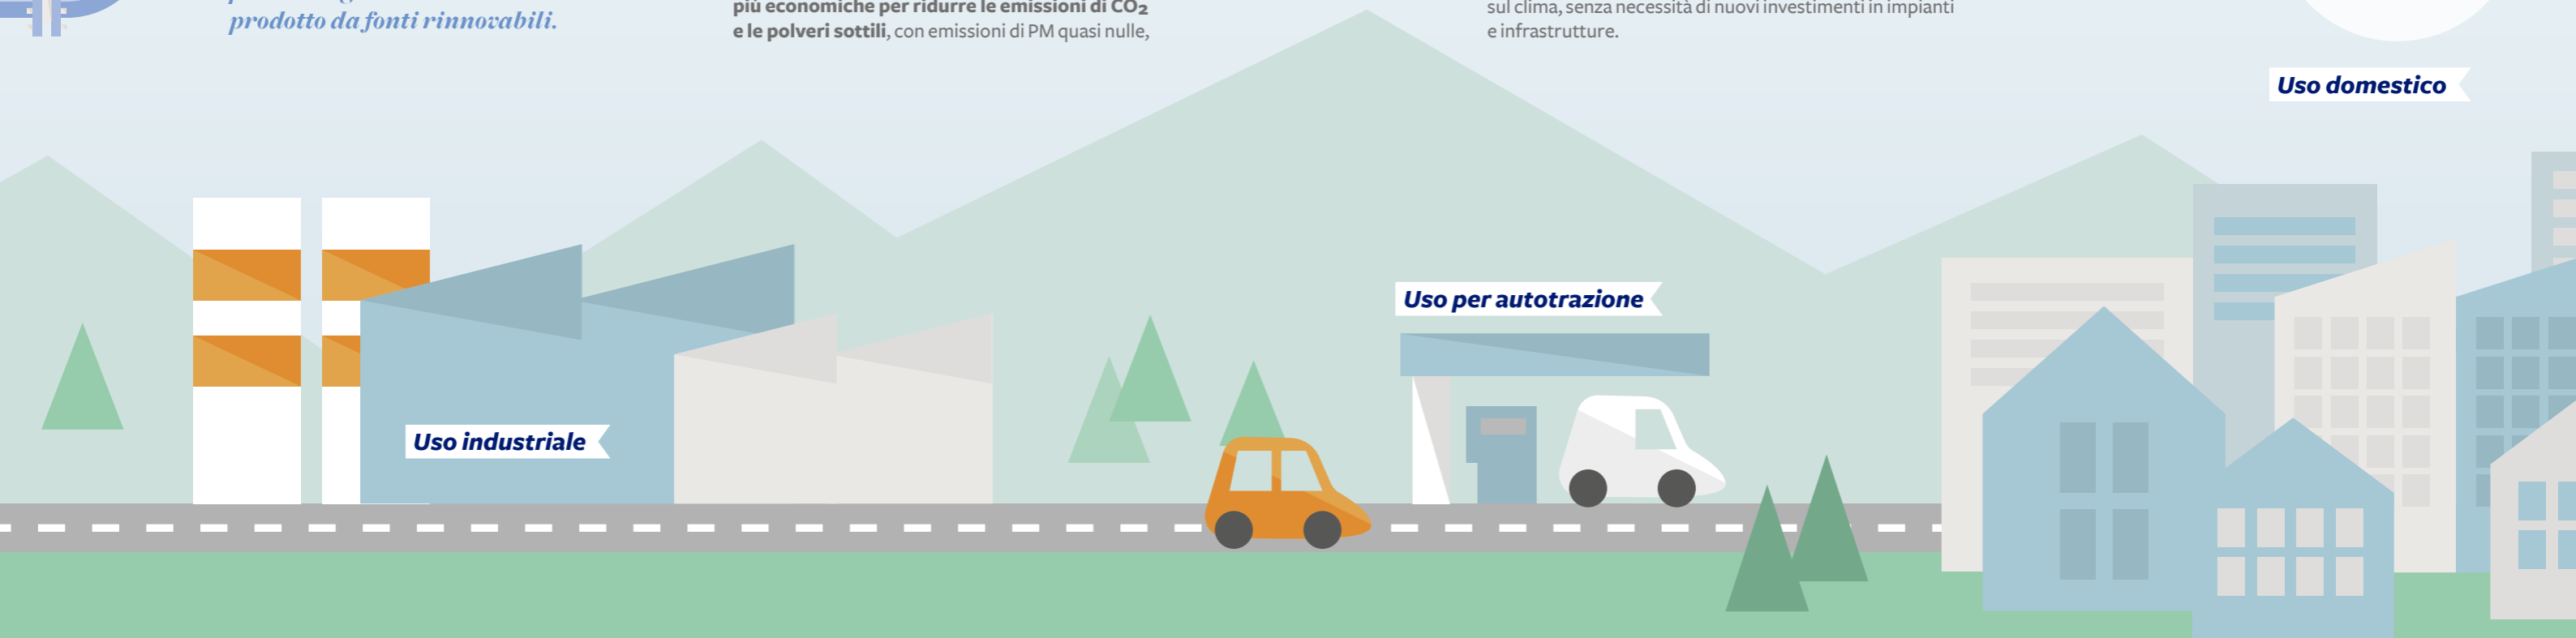 prodotto da fonti rinnovabili.
più economiche per ridurre le emissioni di CO₂
e le polveri sottili, con emissioni di PM quasi nulle,
sul clima, senza necessità di nuovi investimenti in impianti
e infrastrutture.
Uso domestico
Uso per autotrazione
Uso industriale